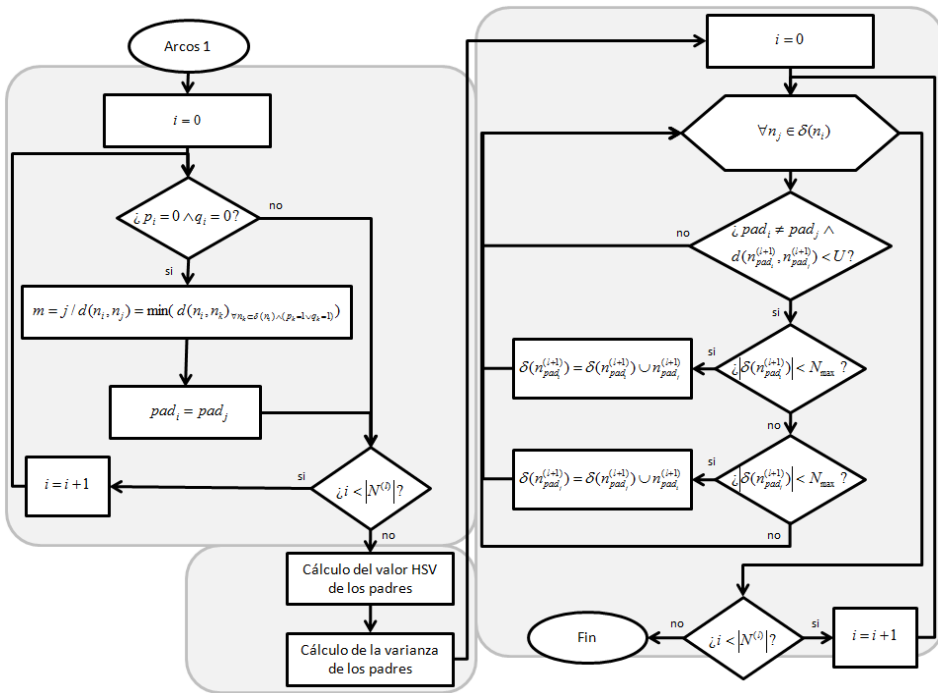 Arcos 1
i = 0
¿ p_i = 0 ∧ q_i = 0?
no
si
m = j / d(n_i, n_j) = min( d(n_i, n_k)_{∀n_k ⊂ δ(n_i) ∧ (p_k=1 ∨ q_k=1)} )
pad_i = pad_j
si
i = i + 1
¿i < |N^{(l)}| ?
no
Cálculo del valor HSV
de los padres
Cálculo de la varianza
de los padres
i = 0
∀n_j ∈ δ(n_i)
no
¿ pad_i ≠ pad_j ∧
d(n_{pad_i}^{(i+1)}, n_{pad_i}^{(i+1)}) < U?
si
si
¿|δ(n_{pad_i}^{(i+1)})| < N_max ?
δ(n_{pad_i}^{(i+1)}) = δ(n_{pad_i}^{(i+1)}) ∪ n_{pad_j}^{(i+1)}
no
si
¿|δ(n_{pad_j}^{(i+1)})| < N_max ?
δ(n_{pad_j}^{(i+1)}) = δ(n_{pad_j}^{(i+1)}) ∪ n_{pad_i}^{(i+1)}
no
no
¿i < |N^{(l)}| ?
si
i = i + 1
Fin